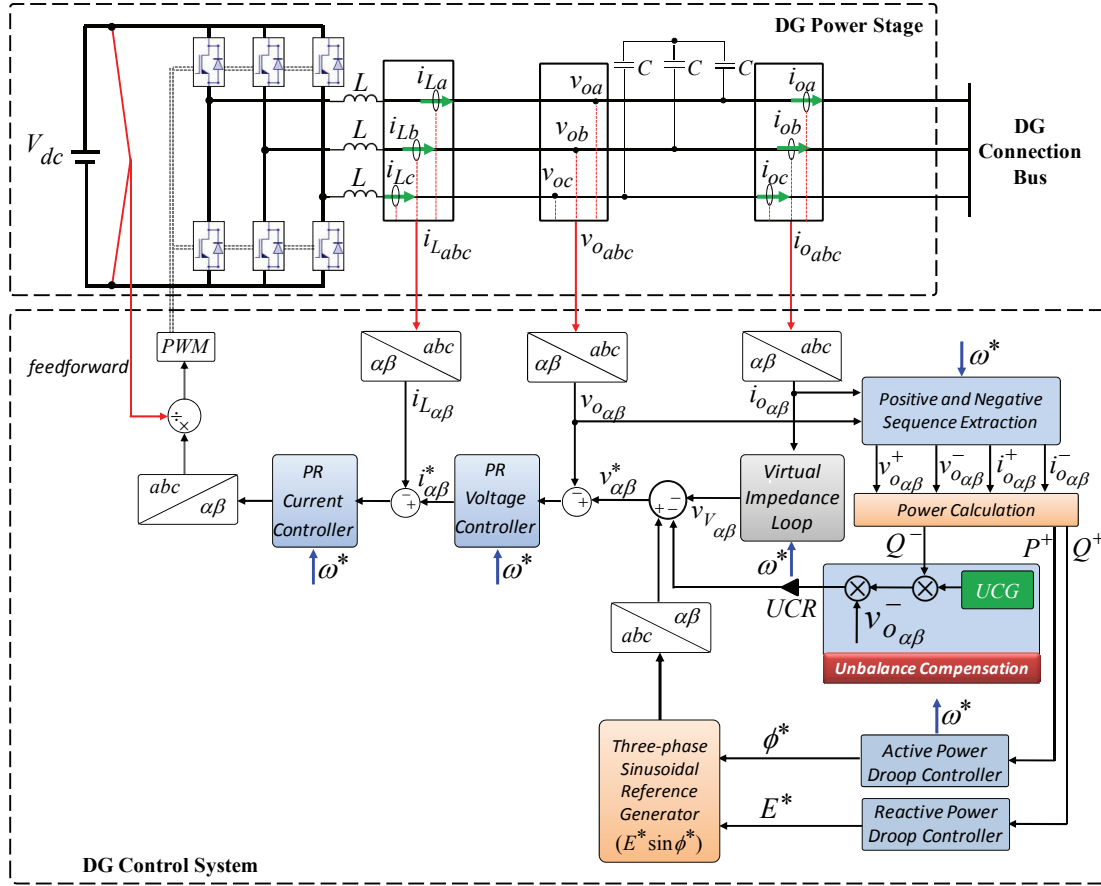 DG Power Stage
V_dc
L
L
L
i_La
i_Lb
i_Lc
i_Labc
v_oa
v_ob
v_oc
v_oabc
C
C
C
i_oa
i_ob
i_oc
i_oabc
DG
Connection
Bus
PWM
feedforward
÷
×
abc
αβ
abc
αβ
abc
αβ
abc
αβ
i_Lαβ
v_oαβ
i_oαβ
ω*
Positive and Negative
Sequence Extraction
v+_oαβ
v-_oαβ
i+_oαβ
i-_oαβ
PR
Current
Controller
ω*
- +
i*_αβ
PR
Voltage
Controller
ω*
- +
v*_αβ
- + -
v_Vαβ
Virtual
Impedance
Loop
ω*
Power Calculation
Q-
P+
Q+
UCR
UCG
v-_oαβ
Unbalance Compensation
αβ
abc
Three-phase
Sinusoidal
Reference
Generator
(E* sin ϕ*)
ϕ*
E*
ω*
Active Power
Droop Controller
Reactive Power
Droop Controller
DG Control System